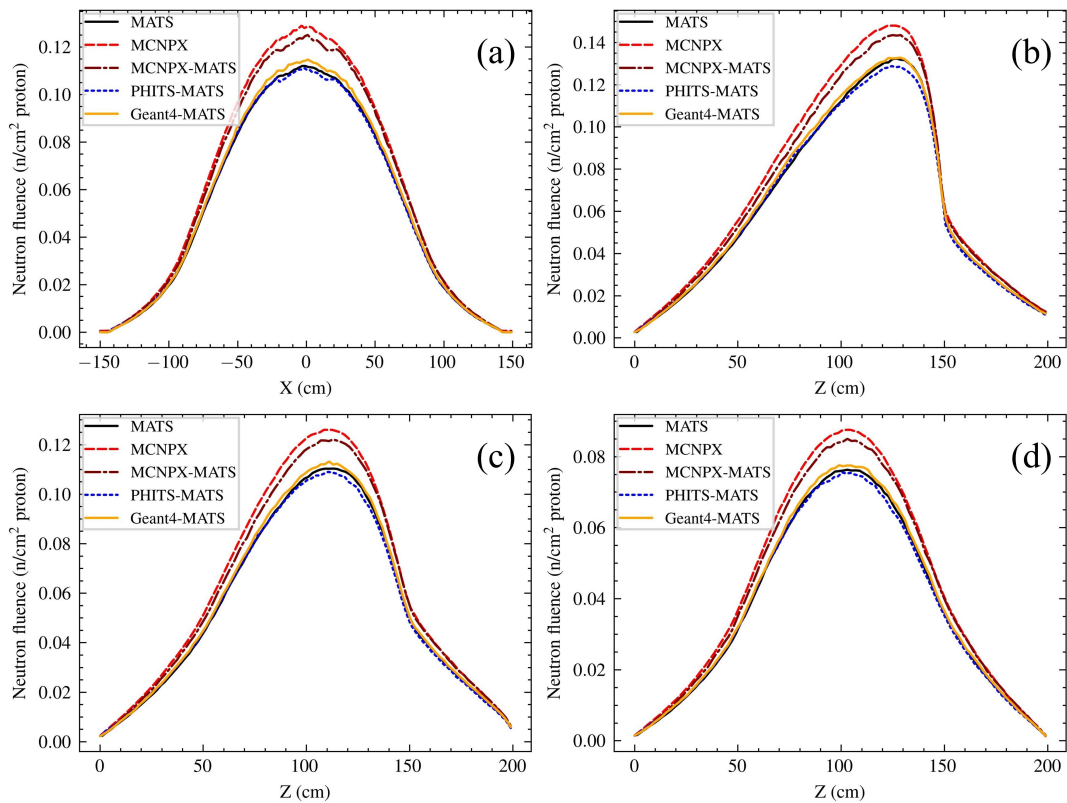 MATS
MCNPX
MCNPX-MATS
PHITS-MATS
Geant4-MATS
(a)
Neutron fluence (n/cm² proton)
0.12
0.10
0.08
0.06
0.04
0.02
0.00
−150 −100 −50 0 50 100 150
X (cm)
MATS
MCNPX
MCNPX-MATS
PHITS-MATS
Geant4-MATS
(b)
Neutron fluence (n/cm² proton)
0.14
0.12
0.10
0.08
0.06
0.04
0.02
0.00
0 50 100 150 200
Z (cm)
MATS
MCNPX
MCNPX-MATS
PHITS-MATS
Geant4-MATS
(c)
Neutron fluence (n/cm² proton)
0.12
0.10
0.08
0.06
0.04
0.02
0.00
0 50 100 150 200
Z (cm)
MATS
MCNPX
MCNPX-MATS
PHITS-MATS
Geant4-MATS
(d)
Neutron fluence (n/cm² proton)
0.08
0.06
0.04
0.02
0.00
0 50 100 150 200
Z (cm)